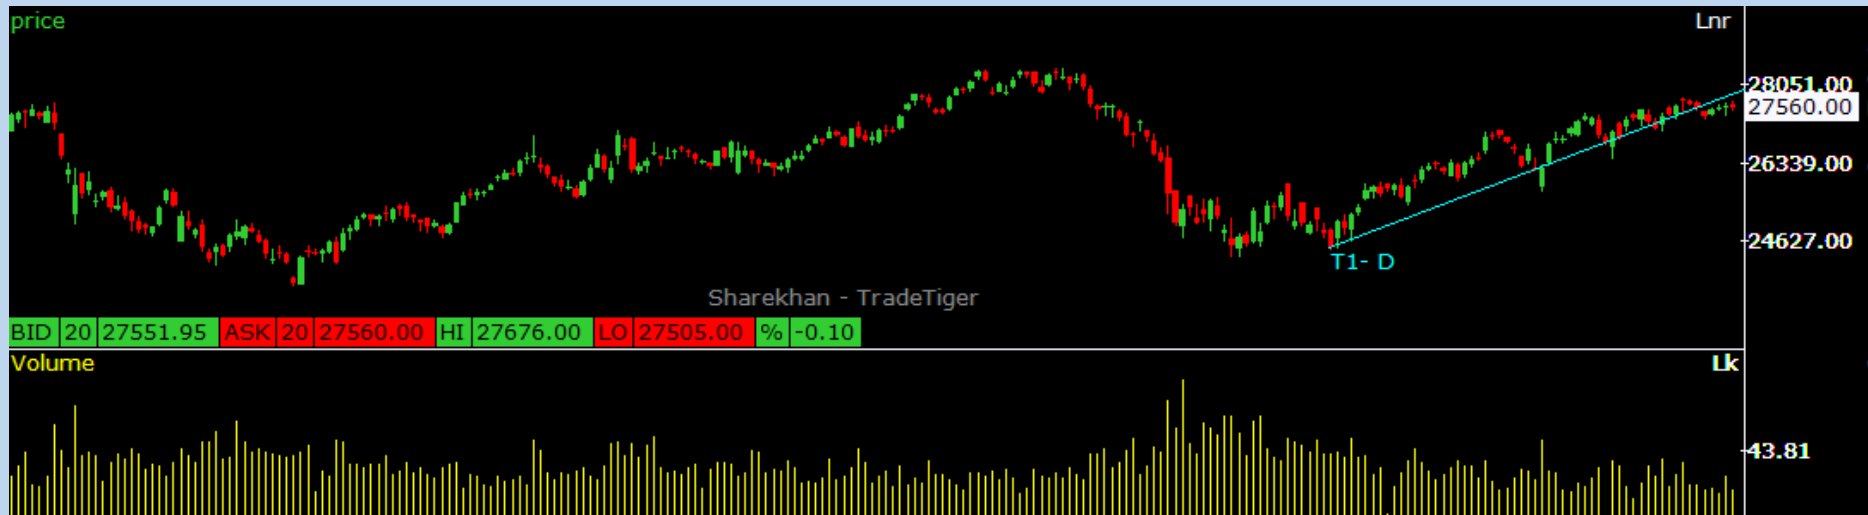 price
Lnr
28051.00
27560.00
26339.00
24627.00
T1- D
Sharekhan - TradeTiger
BID 20 27551.95 ASK 20 27560.00 HI 27676.00 LO 27505.00 % -0.10
Volume
Lk
43.81